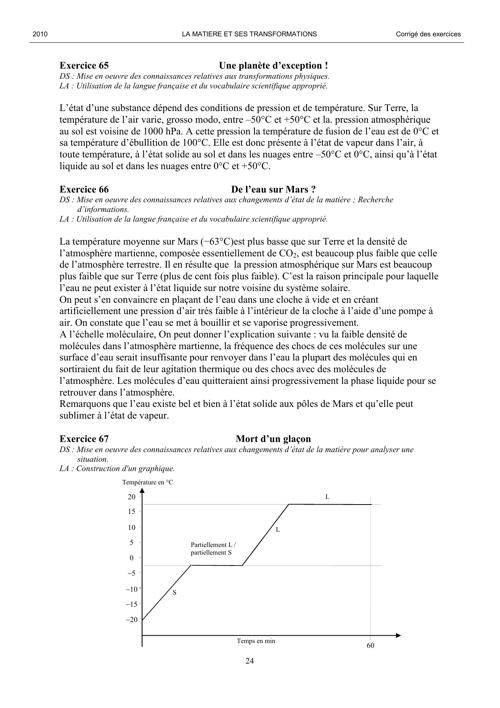 2010 LA MATIERE ET SES TRANSFORMATIONS Corrigé des exercices
Exercice 65 Une planète d’exception !
DS : Mise en oeuvre des connaissances relatives aux transformations physiques.
LA : Utilisation de la langue française et du vocabulaire scientifique approprié.
L’état d’une substance dépend des conditions de pression et de température. Sur Terre, la
température de l’air varie, grosso modo, entre –50°C et +50°C et la. pression atmosphérique
au sol est voisine de 1000 hPa. A cette pression la température de fusion de l’eau est de 0°C et
sa température d’ébullition de 100°C. Elle est donc présente à l’état de vapeur dans l’air, à
toute température, à l’état solide au sol et dans les nuages entre –50°C et 0°C, ainsi qu’à l’état
liquide au sol et dans les nuages entre 0°C et +50°C.
Exercice 66 De l’eau sur Mars ?
DS : Mise en oeuvre des connaissances relatives aux changements d’état de la matière ; Recherche
d’informations.
LA : Utilisation de la langue française et du vocabulaire scientifique approprié.
La température moyenne sur Mars (−63°C)est plus basse que sur Terre et la densité de
l’atmosphère martienne, composée essentiellement de CO₂, est beaucoup plus faible que celle
de l’atmosphère terrestre. Il en résulte que la pression atmosphérique sur Mars est beaucoup
plus faible que sur Terre (plus de cent fois plus faible). C’est la raison principale pour laquelle
l’eau ne peut exister à l’état liquide sur notre voisine du système solaire.
On peut s’en convaincre en plaçant de l’eau dans une cloche à vide et en créant
artificiellement une pression d’air très faible à l’intérieur de la cloche à l’aide d’une pompe à
air. On constate que l’eau se met à bouillir et se vaporise progressivement.
A l’échelle moléculaire, On peut donner l’explication suivante : vu la faible densité de
molécules dans l’atmosphère martienne, la fréquence des chocs de ces molécules sur une
surface d’eau serait insuffisante pour renvoyer dans l’eau la plupart des molécules qui en
sortiraient du fait de leur agitation thermique ou des chocs avec des molécules de
l’atmosphère. Les molécules d’eau quitteraient ainsi progressivement la phase liquide pour se
retrouver dans l’atmosphère.
Remarquons que l’eau existe bel et bien à l’état solide aux pôles de Mars et qu’elle peut
sublimer à l’état de vapeur.
Exercice 67 Mort d’un glaçon
DS : Mise en oeuvre des connaissances relatives aux changements d’état de la matière pour analyser une
situation.
LA : Construction d'un graphique.
Température en °C
20 L
15
10 L
5 Partiellement L /
partiellement S
0
−5
−10 S
−15
−20
Temps en min 60
24